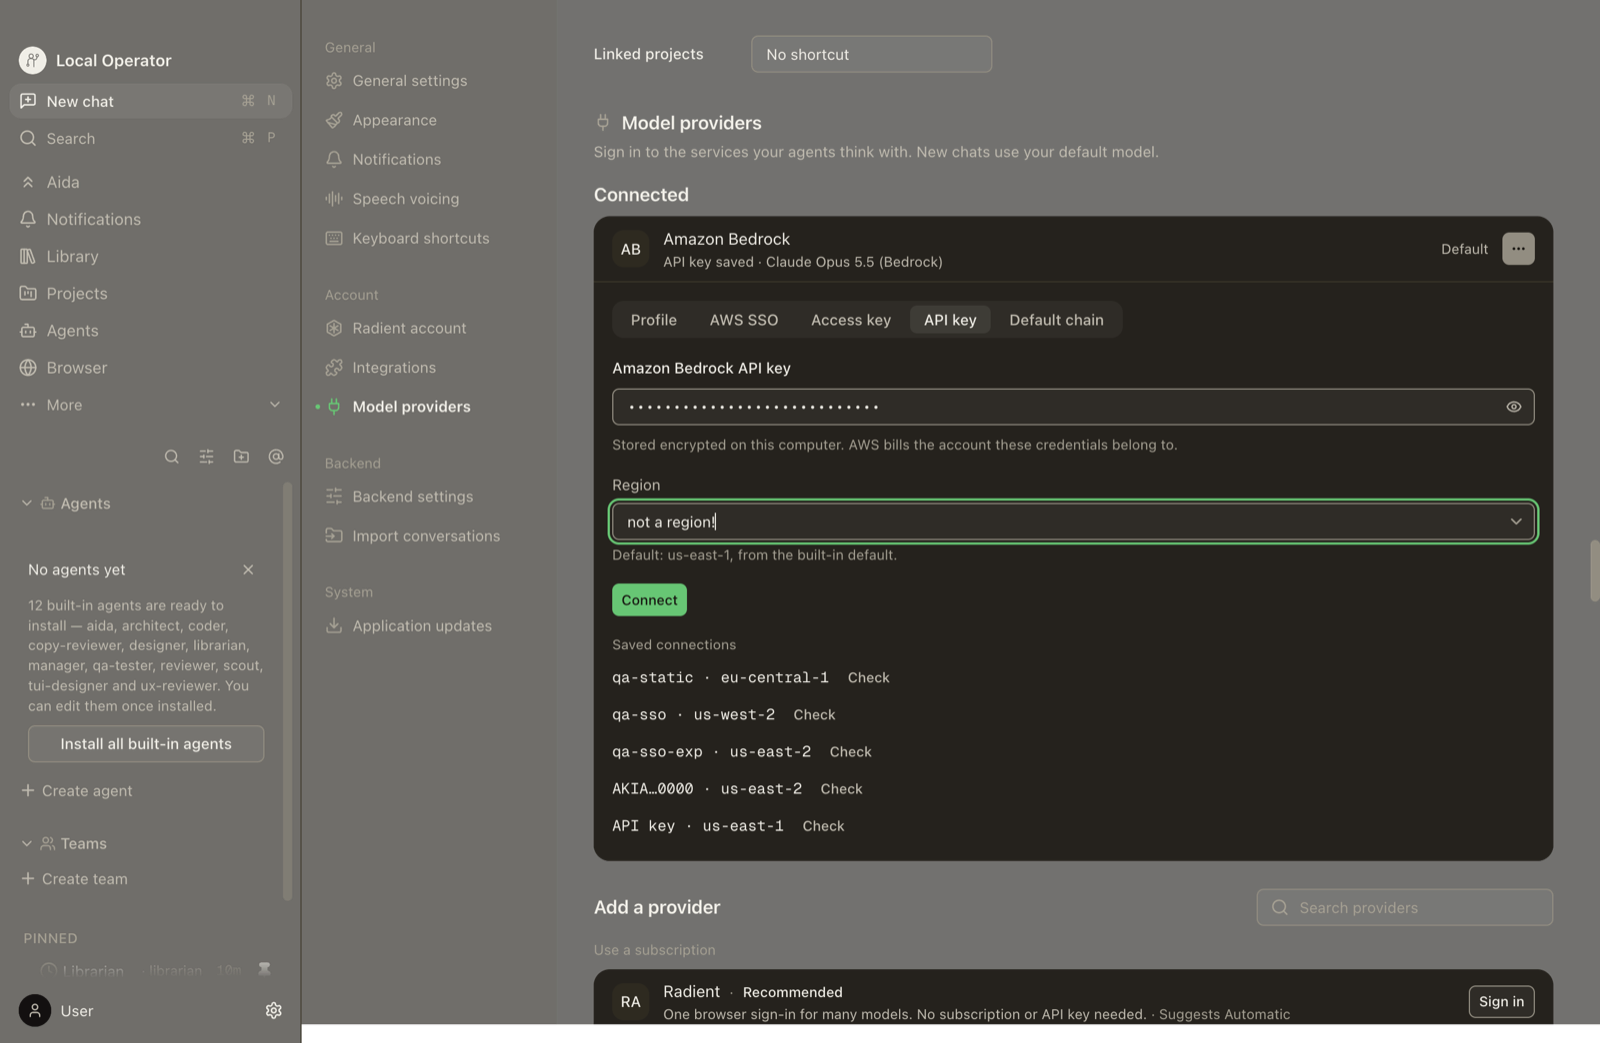 Local Operator
New chat ⌘ N
Search ⌘ P
Aida
Notifications
Library
Projects
Agents
Browser
More
Agents
No agents yet
12 built-in agents are ready to
install — aida, architect, coder,
copy-reviewer, designer, librarian,
manager, qa-tester, reviewer, scout,
tui-designer and ux-reviewer. You
can edit them once installed.
Install all built-in agents
Create agent
Teams
Create team
PINNED
Librarian · librarian 10m
User
General
General settings
Appearance
Notifications
Speech voicing
Keyboard shortcuts
Account
Radient account
Integrations
Model providers
Backend
Backend settings
Import conversations
System
Application updates
Linked projects
No shortcut
Model providers
Sign in to the services your agents think with. New chats use your default model.
Connected
AB
Amazon Bedrock
API key saved · Claude Opus 5.5 (Bedrock)
Default
Profile
AWS SSO
Access key
API key
Default chain
Amazon Bedrock API key
Stored encrypted on this computer. AWS bills the account these credentials belong to.
Region
not a region!
Default: us-east-1, from the built-in default.
Connect
Saved connections
qa-static · eu-central-1 Check
qa-sso · us-west-2 Check
qa-sso-exp · us-east-2 Check
AKIA…0000 · us-east-2 Check
API key · us-east-1 Check
Add a provider
Search providers
Use a subscription
RA
Radient · Recommended
One browser sign-in for many models. No subscription or API key needed. · Suggests Automatic
Sign in